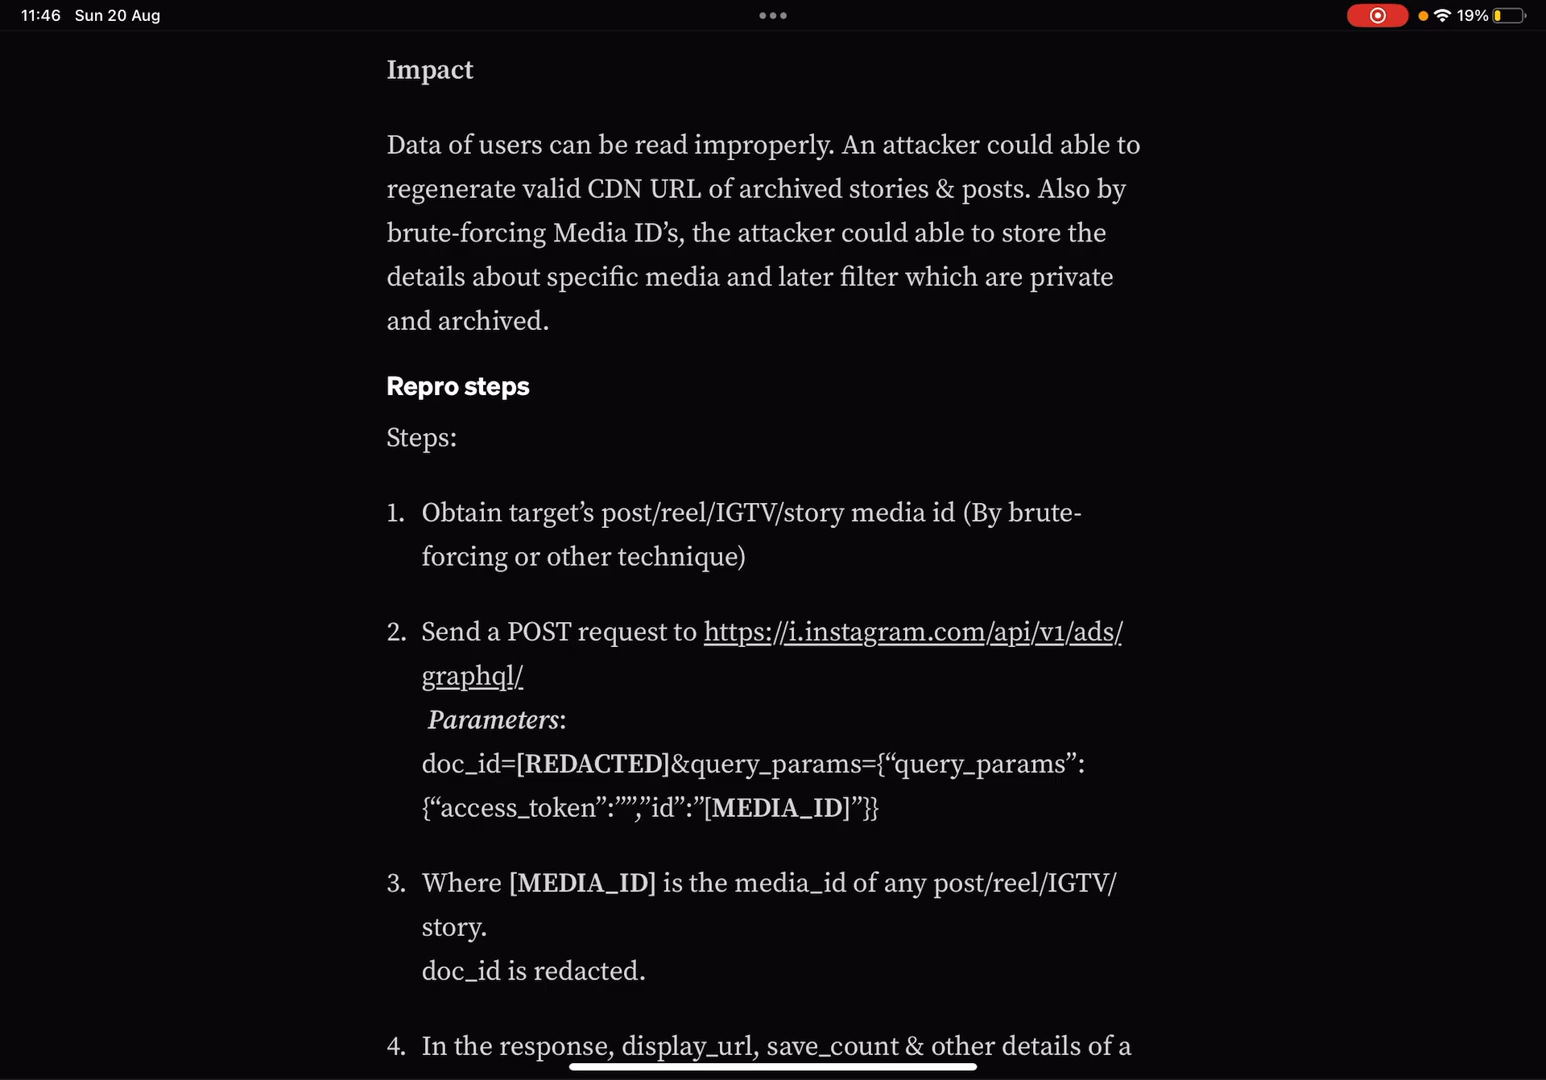 11:46 Sun 20 Aug
19%
Impact
Data of users can be read improperly. An attacker could able to
regenerate valid CDN URL of archived stories & posts. Also by
brute-forcing Media ID’s, the attacker could able to store the
details about specific media and later filter which are private
and archived.
Repro steps
Steps:
1. Obtain target’s post/reel/IGTV/story media id (By brute-
forcing or other technique)
2. Send a POST request to https://i.instagram.com/api/v1/ads/
graphql/
Parameters:
doc_id=[REDACTED]&query_params={“query_params”:
{“access_token”:””,”id”:”[MEDIA_ID]”}}
3. Where [MEDIA_ID] is the media_id of any post/reel/IGTV/
story.
doc_id is redacted.
4. In the response, display_url, save_count & other details of a